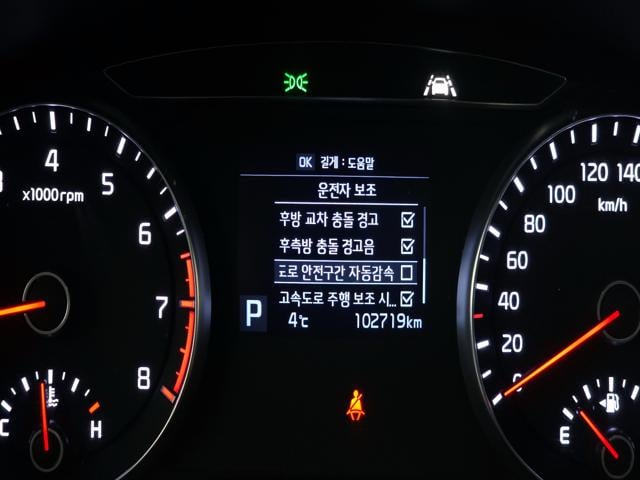 OK 길게 : 도움말
운전자 보조
후방 교차 충돌 경고
후측방 충돌 경고음
도로 안전구간 자동감속
고속도로 주행 보조 시...
P
4℃ 102719km
4
5
6
7
8
x1000rpm
C H
140
120
100
80
60
40
20
0
km/h
E